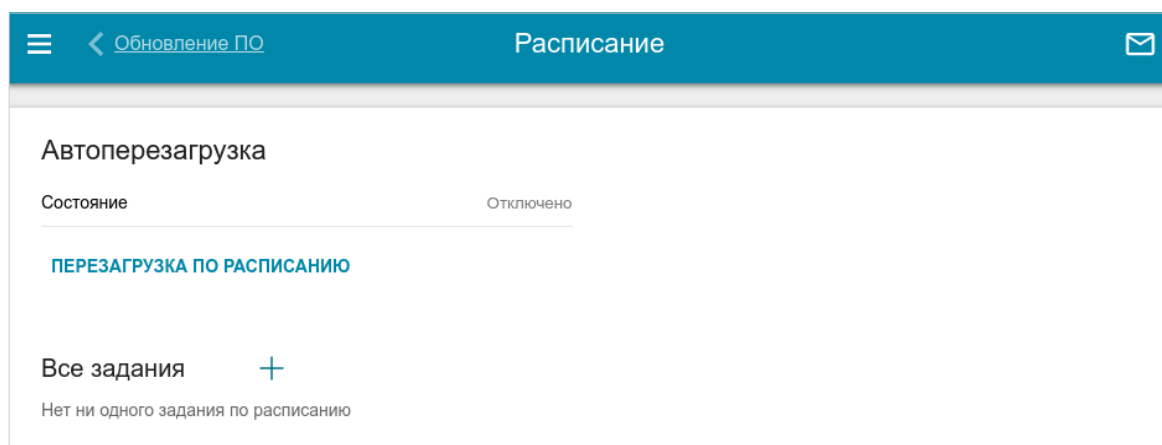 Обновление ПО
Расписание
Автоперезагрузка
Состояние
Отключено
ПЕРЕЗАГРУЗКА ПО РАСПИСАНИЮ
Все задания
Нет ни одного задания по расписанию